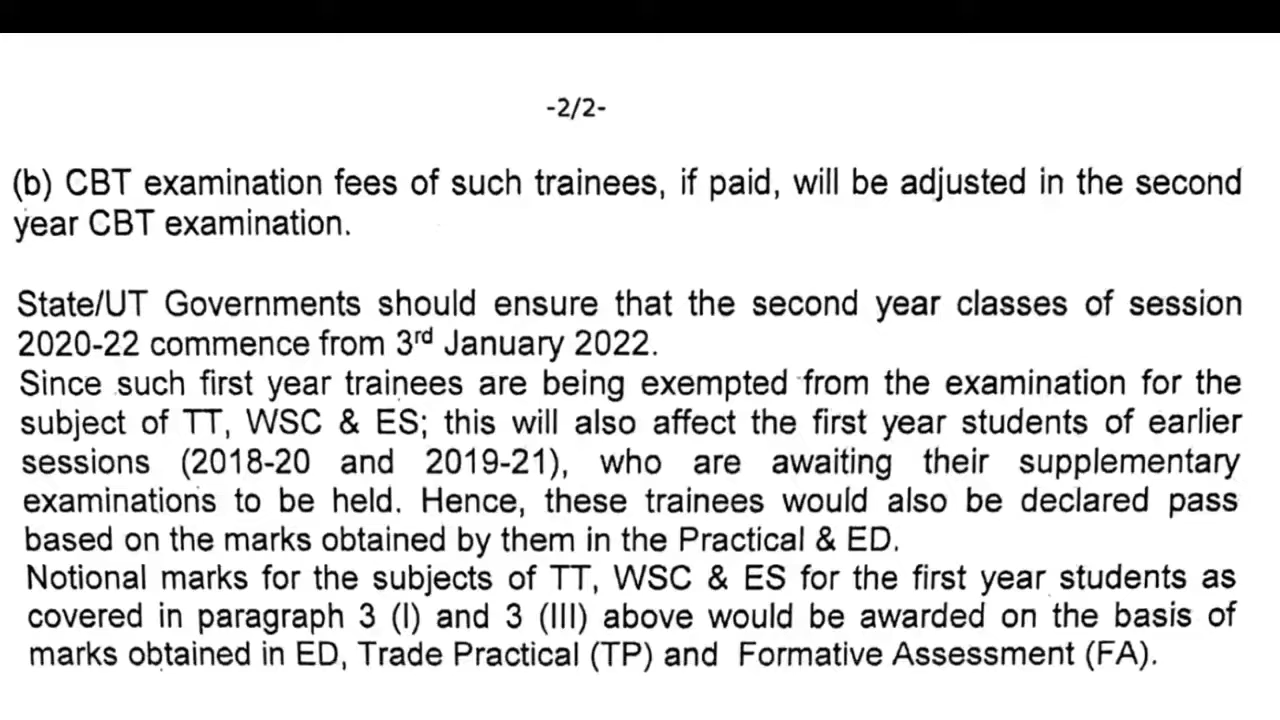 -2/2-
(b) CBT examination fees of such trainees, if paid, will be adjusted in the second
year CBT examination.
State/UT Governments should ensure that the second year classes of session
2020-22 commence from 3rd January 2022.
Since such first year trainees are being exempted from the examination for the
subject of TT, WSC & ES; this will also affect the first year students of earlier
sessions (2018-20 and 2019-21), who are awaiting their supplementary
examinations to be held. Hence, these trainees would also be declared pass
based on the marks obtained by them in the Practical & ED.
Notional marks for the subjects of TT, WSC & ES for the first year students as
covered in paragraph 3 (I) and 3 (III) above would be awarded on the basis of
marks obtained in ED, Trade Practical (TP) and Formative Assessment (FA).